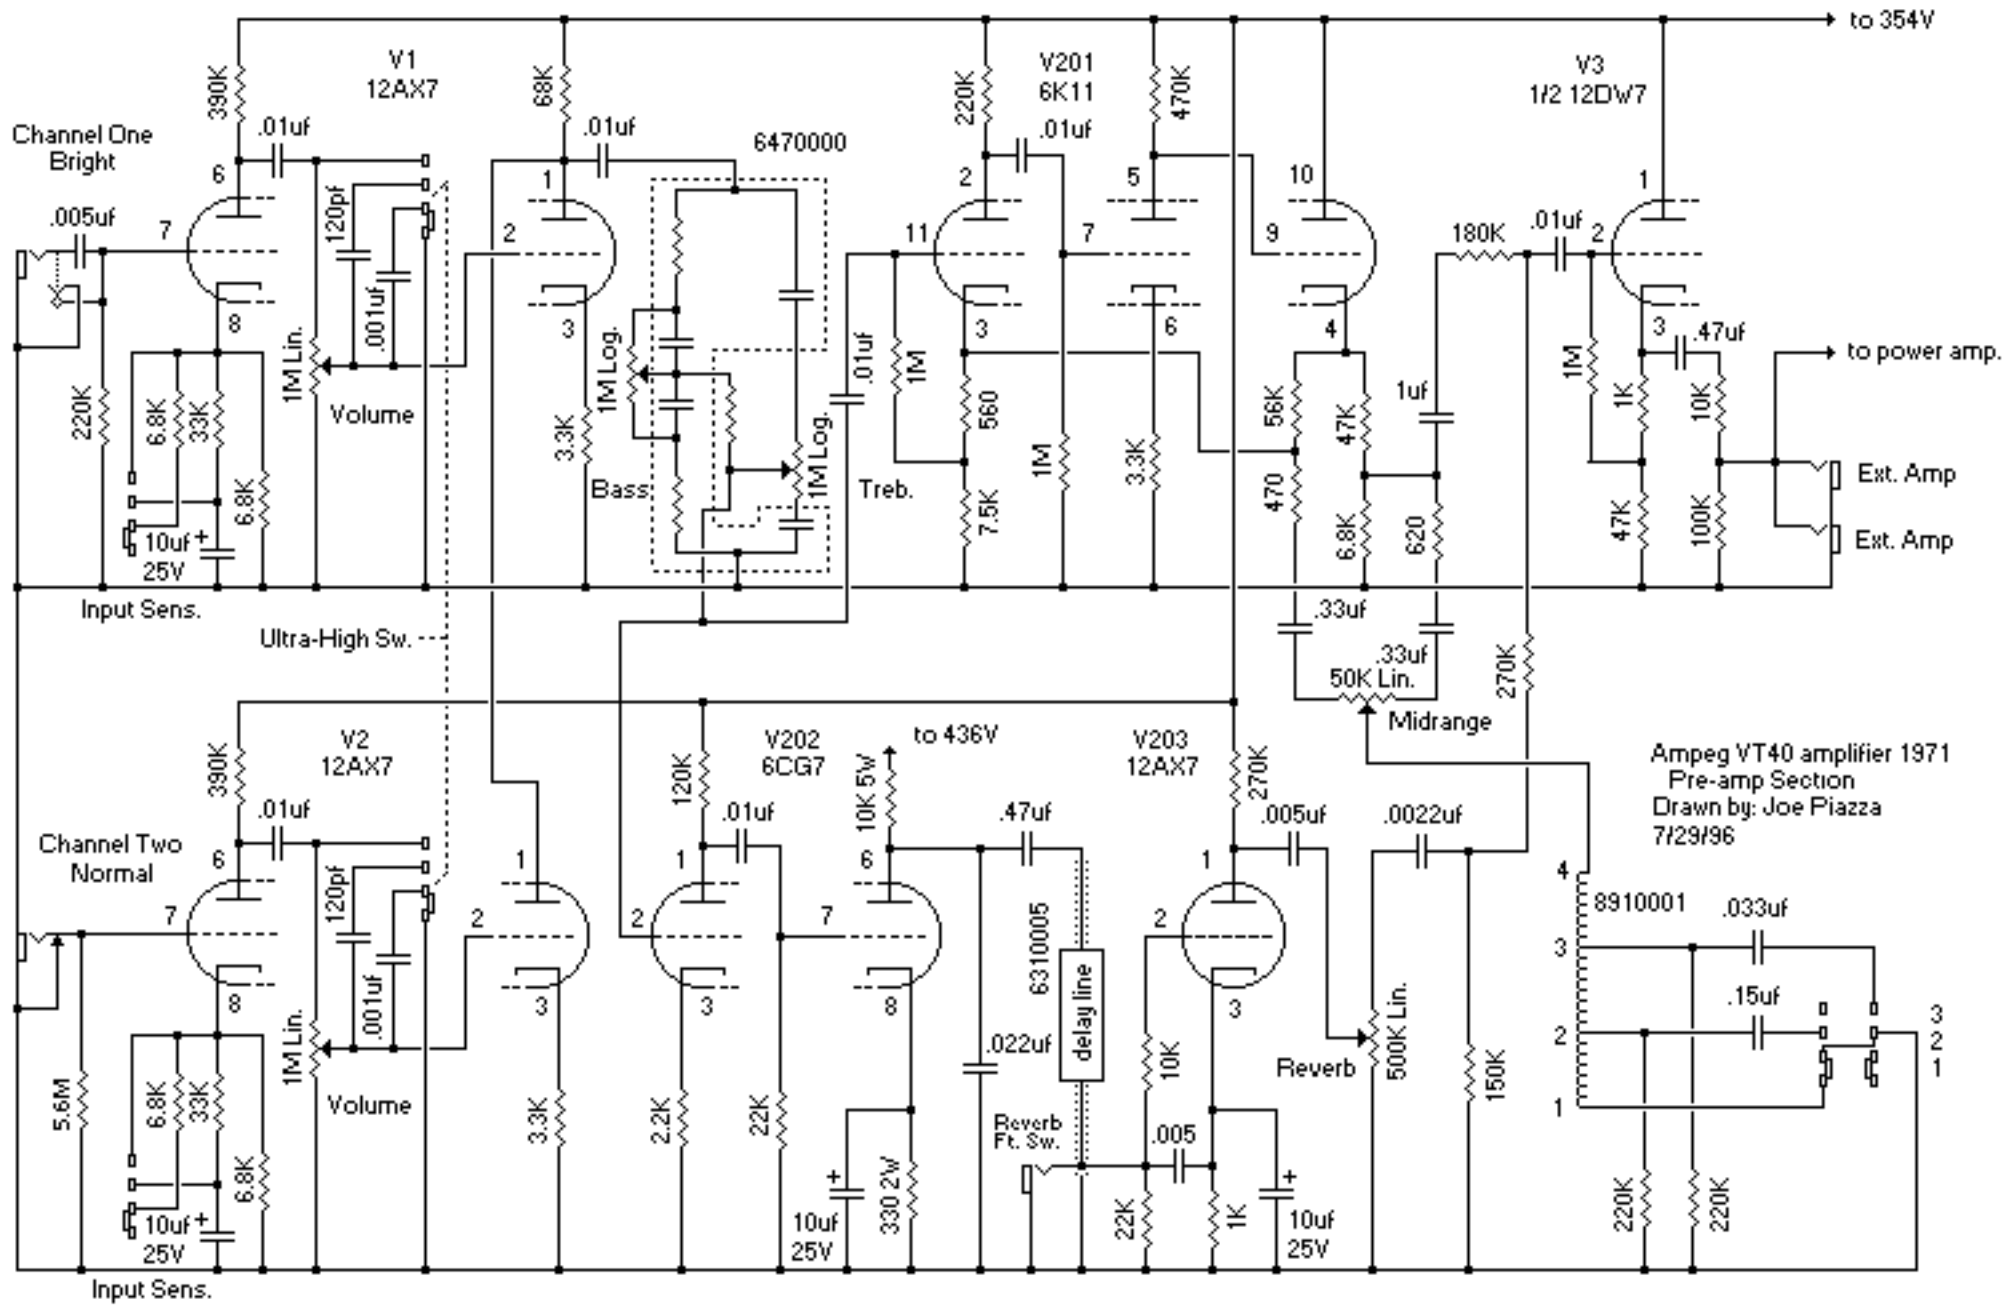 to 354V
V1
12AX7
V201
6K11
V3
1/2 12DW7
390K
68K
220K
470K
Channel One
Bright
.01uf
.01uf
6470000
.01uf
6
1
2
5
10
1
.005uf
7
120pf
2
11
7
9
180K
.01uf
2
.001uf
8
3
3
6
4
3
.47uf
to power amp.
1M Lin.
1M Log.
.01uf
1M
560
56K
47K
1uf
1M
1K
10K
220K
6.8K
33K
Volume
3.3K
1M Log.
1M
3.3K
Bass
Treb.
470
Ext. Amp
6.8K
7.5K
6.8K
620
47K
100K
10uf +
25V
Ext. Amp
Input Sens.
.33uf
Ultra-High Sw.
.33uf
50K Lin.
270K
Midrange
V2
12AX7
V202
6CG7
to 436V
V203
12AX7
390K
120K
10K 5W
270K
Ampeg VT40 amplifier 1971
Pre-amp Section
Drawn by: Joe Piazza
7/29/96
.01uf
.01uf
.47uf
.005uf
.0022uf
Channel Two
Normal
6
1
1
6
1
4
7
120pf
2
2
7
6310005
2
8910001
.033uf
3
.001uf
8
3
3
8
delay line
3
.15uf
3
2
1
2
1M Lin.
.022uf
10K
Reverb
500K Lin.
150K
1
5.6M
6.8K
33K
Volume
3.3K
2.2K
22K
Reverb
Ft. Sw.
.005
6.8K
+
330 2W
+
22K
1K
220K
220K
10uf +
25V
10uf
25V
10uf
25V
Input Sens.